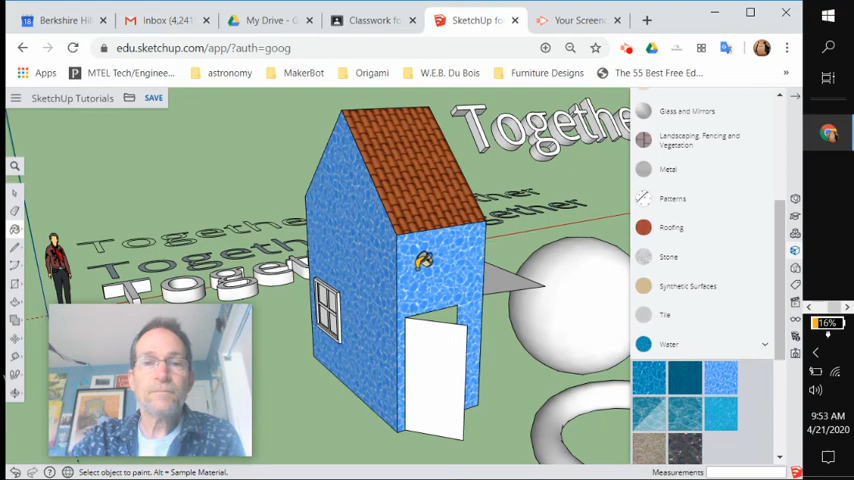 Berkshire Hi
Inbox (4,241
My Drive - G
Classwork fo
SketchUp fo
Your Screen
edu.sketchup.com/app/?auth=goog
Apps
MTEL Tech/Enginee...
astronomy
MakerBot
Origami
W.E.B. Du Bois
Furniture Designs
The 55 Best Free Ed...
SketchUp Tutorials
SAVE
Togethe
Together
Together
Together
Glass and Mirrors
Landscaping, Fencing and
Vegetation
Metal
Patterns
Roofing
Stone
Synthetic Surfaces
Tile
Water
Select object to paint. Alt = Sample Material.
Measurements
16%
9:53 AM
4/21/2020